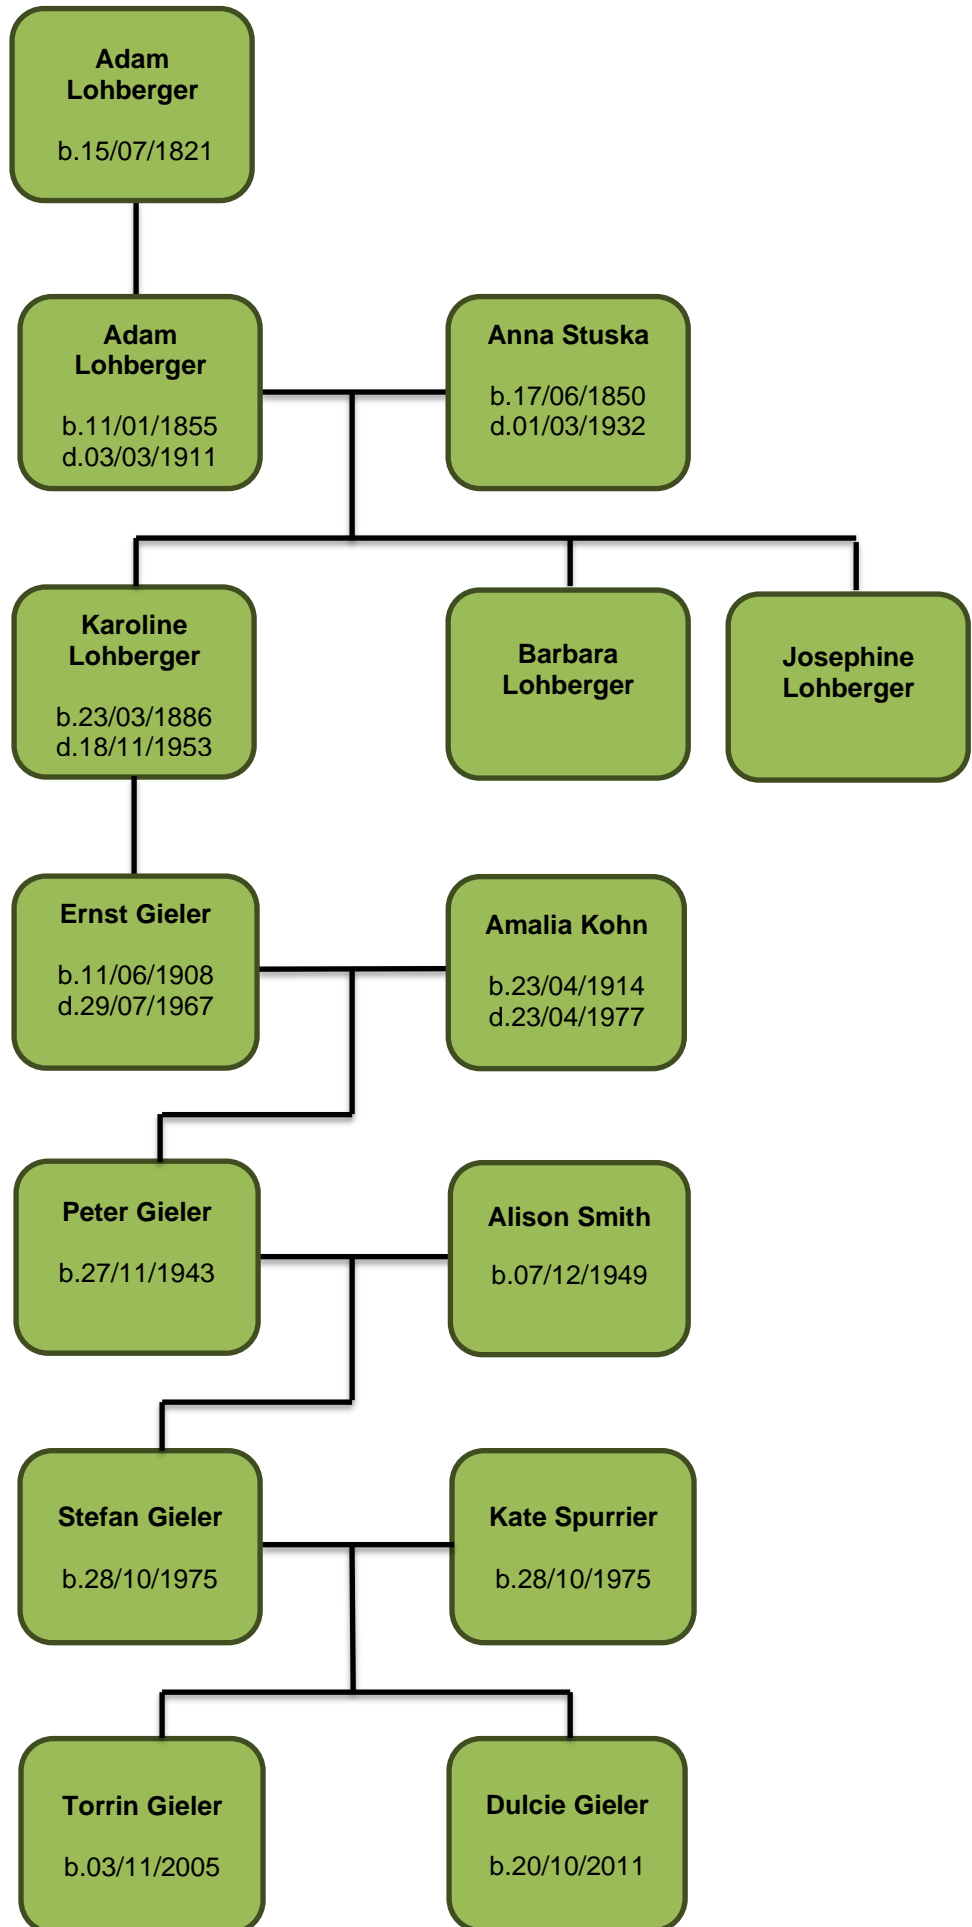 Adam
Lohberger
b.15/07/1821
Adam
Lohberger
b.11/01/1855
d.03/03/1911
Anna Stuska
b.17/06/1850
d.01/03/1932
Karoline
Lohberger
b.23/03/1886
d.18/11/1953
Barbara
Lohberger
Josephine
Lohberger
Ernst Gieler
b.11/06/1908
d.29/07/1967
Amalia Kohn
b.23/04/1914
d.23/04/1977
Peter Gieler
b.27/11/1943
Alison Smith
b.07/12/1949
Stefan Gieler
b.28/10/1975
Kate Spurrier
b.28/10/1975
Torrin Gieler
b.03/11/2005
Dulcie Gieler
b.20/10/2011